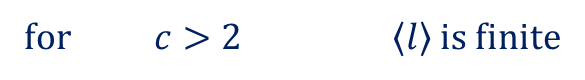 for c > 2 ⟨l⟩ is finite